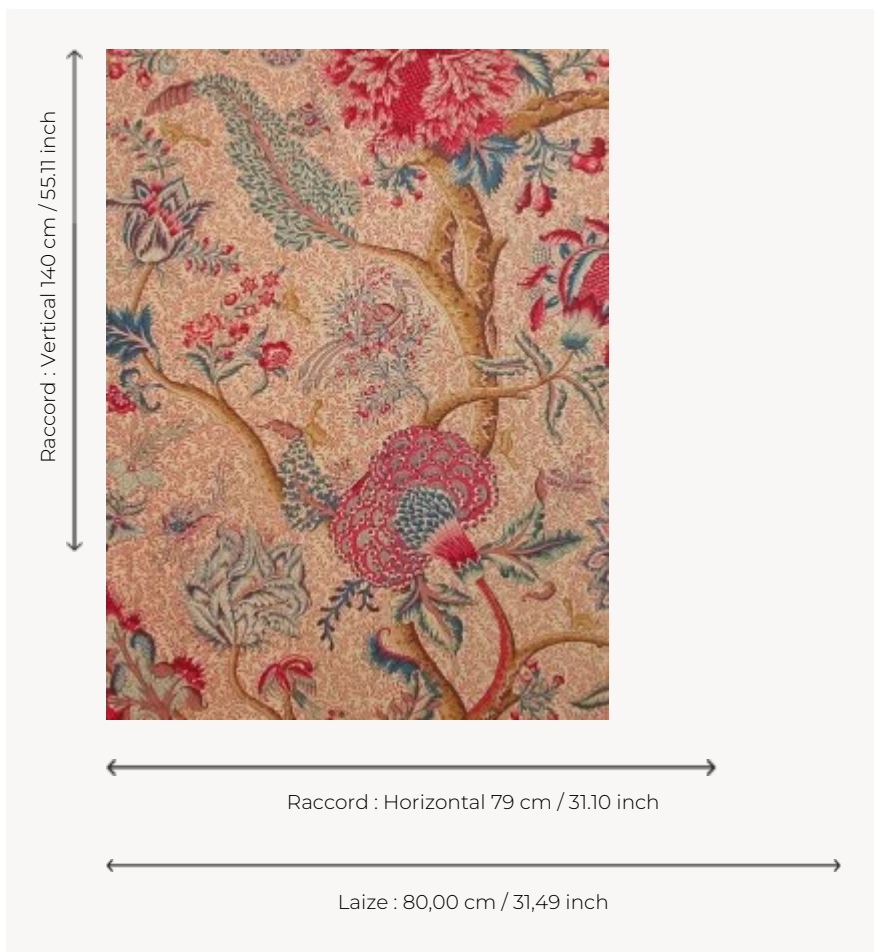 Raccord : Vertical 140 cm / 55.11 inch
Raccord : Horizontal 79 cm / 31.10 inch
Laize : 80,00 cm / 31,49 inch